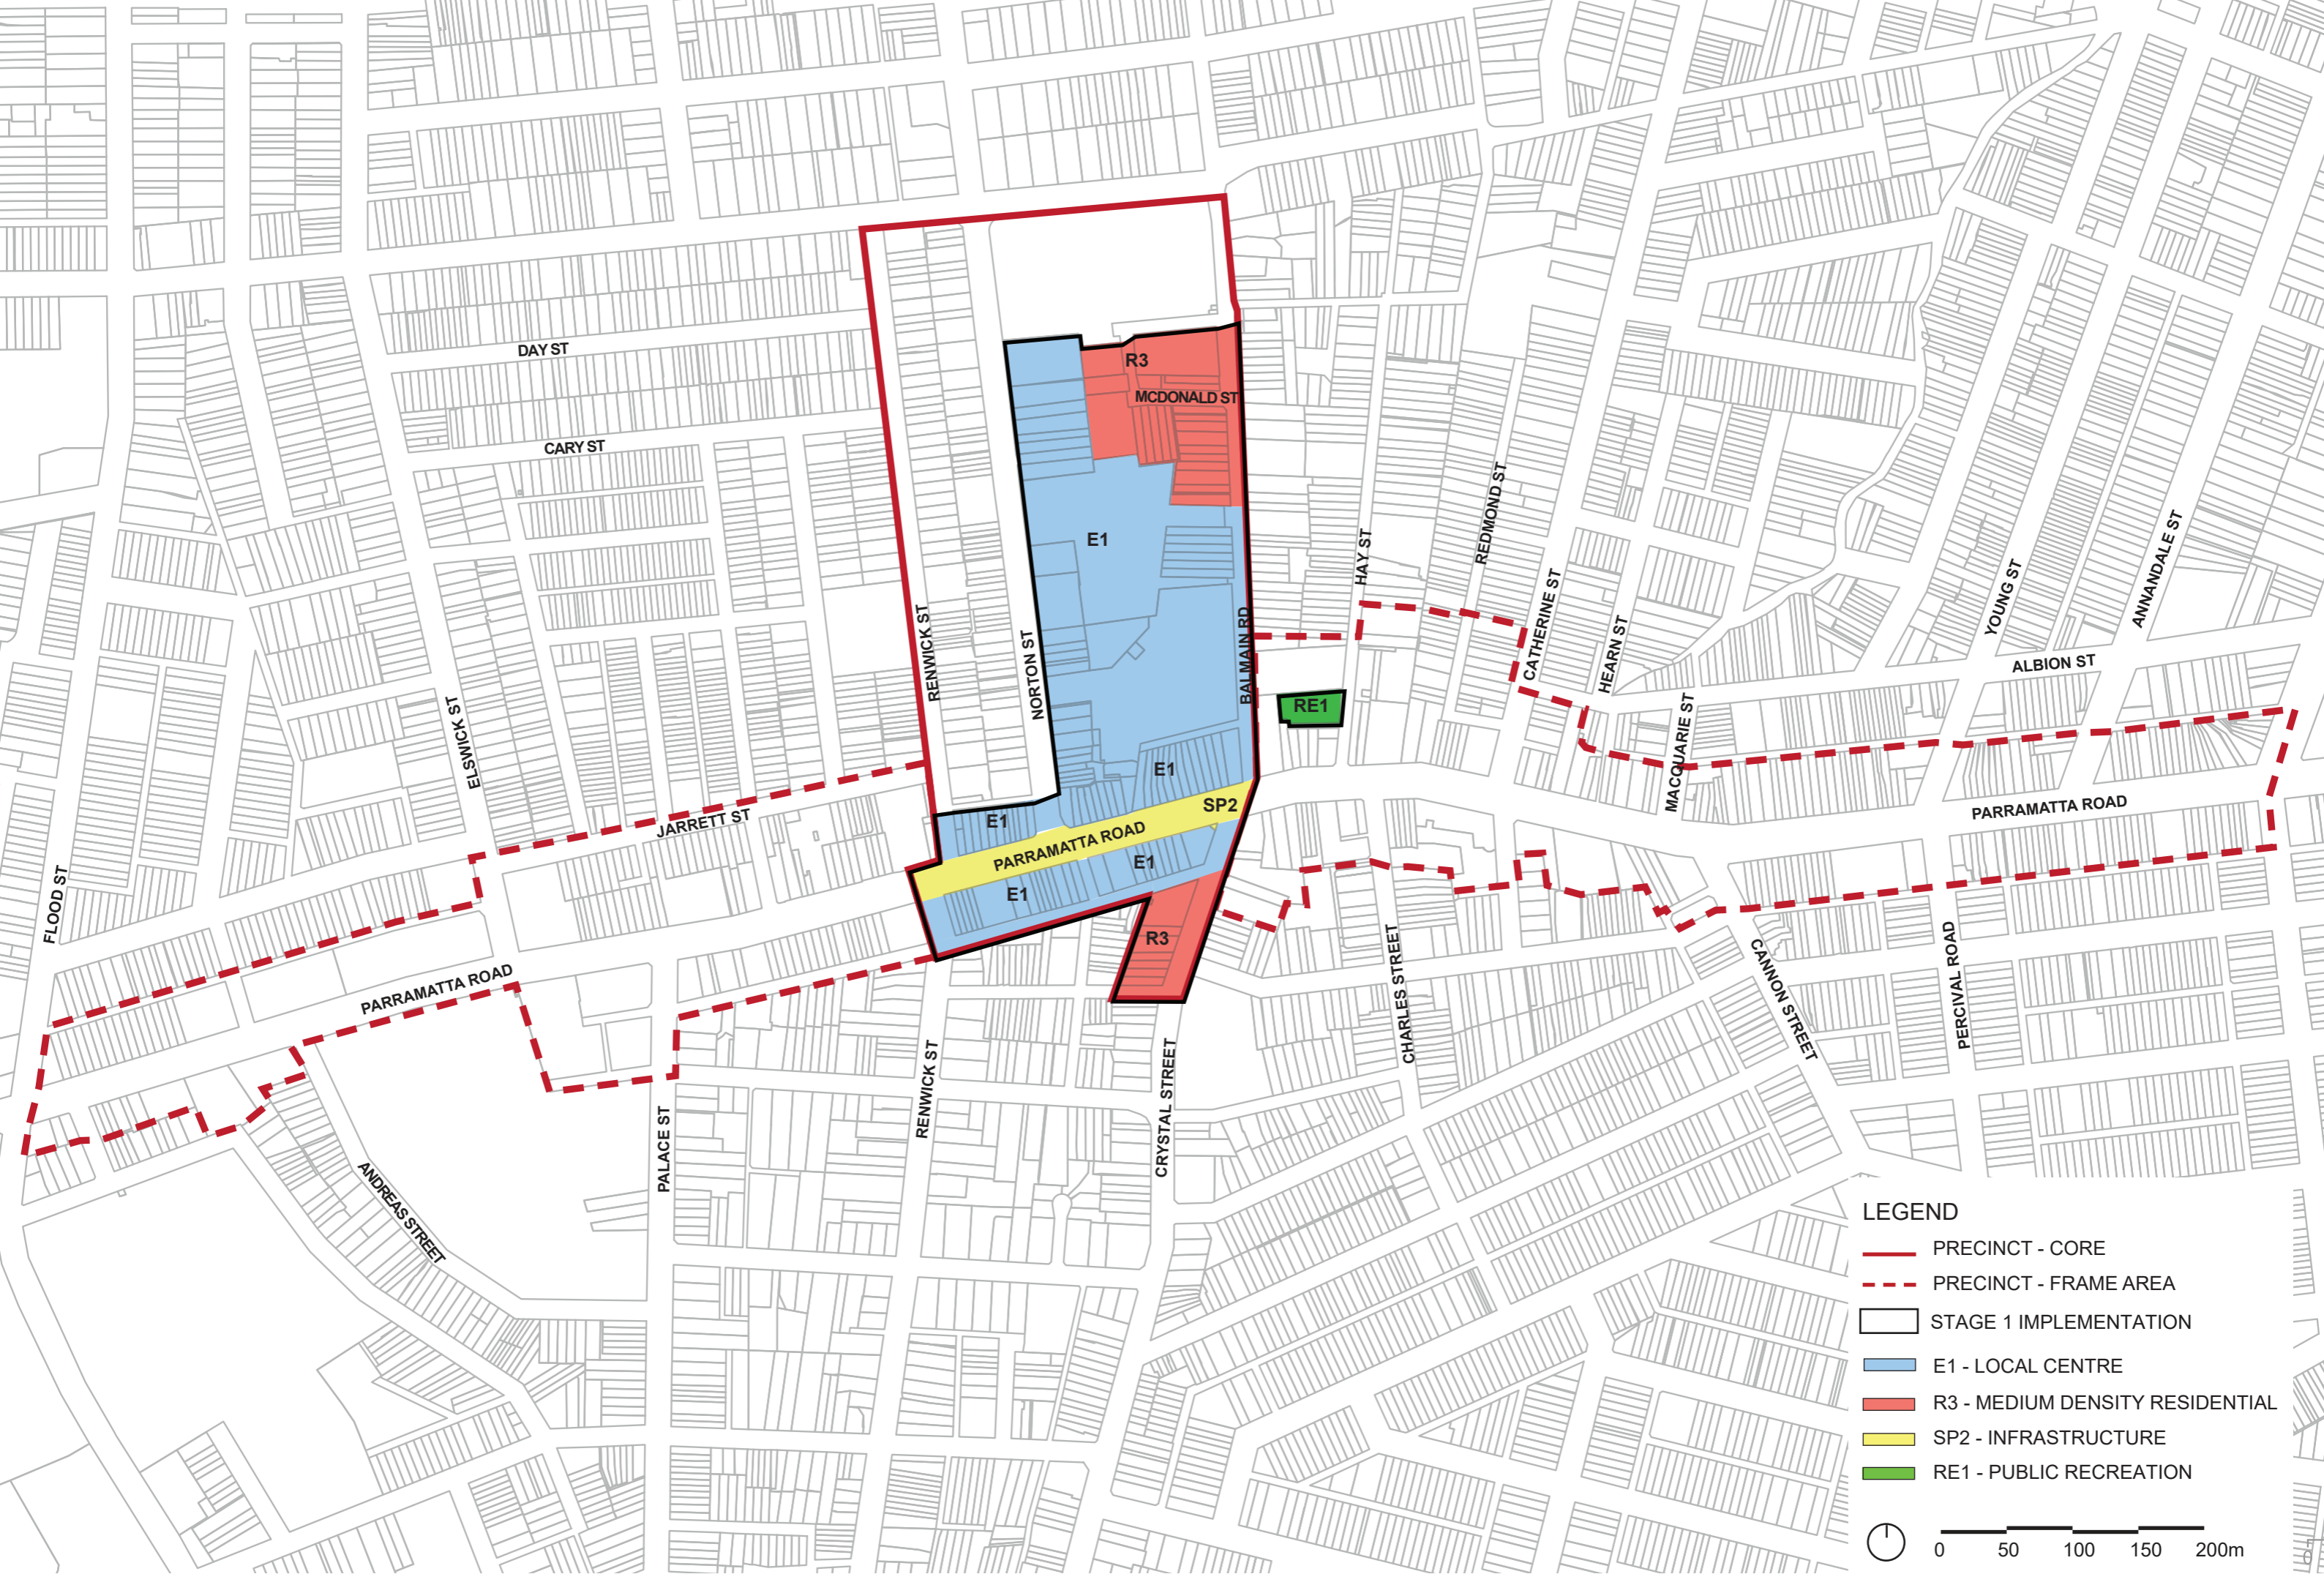 DAY ST
R3
MCDONALD ST
CARY ST
E1
HAY ST
REDMOND ST
CATHERINE ST
HEARN ST
YOUNG ST
ANNANDALE ST
RENWICK ST
NORTON ST
BALMAIN RD
ALBION ST
ELSWICK ST
RE1
MACQUARIE ST
E1
SP2
PARRAMATTA ROAD
JARRETT ST
E1
PARRAMATTA ROAD
E1
E1
FLOOD ST
R3
PARRAMATTA ROAD
CHARLES STREET
CANNON STREET
PERCIVAL ROAD
PALACE ST
RENWICK ST
CRYSTAL STREET
ANDREAS STREET
LEGEND
PRECINCT - CORE
PRECINCT - FRAME AREA
STAGE 1 IMPLEMENTATION
E1 - LOCAL CENTRE
R3 - MEDIUM DENSITY RESIDENTIAL
SP2 - INFRASTRUCTURE
RE1 - PUBLIC RECREATION
0 50 100 150 200m